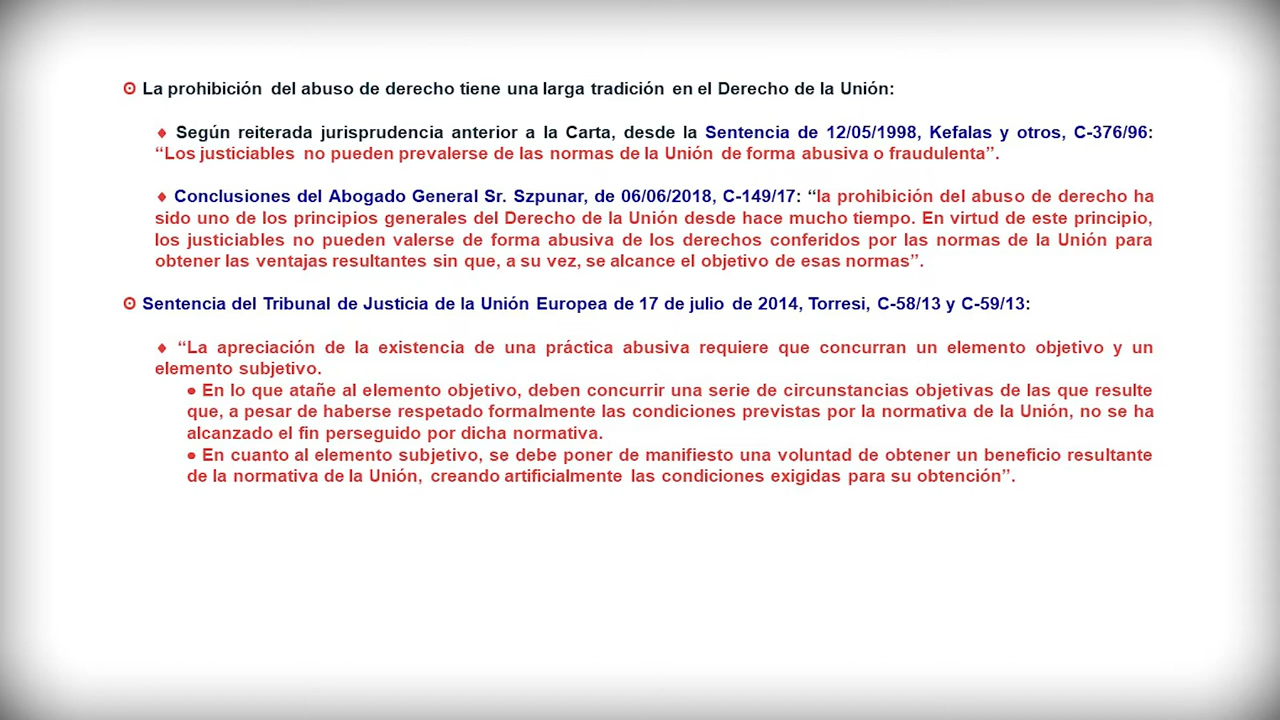 ⊙ La prohibición del abuso de derecho tiene una larga tradición en el Derecho de la Unión:
♦ Según reiterada jurisprudencia anterior a la Carta, desde la Sentencia de 12/05/1998, Kefalas y otros, C-376/96:
“Los justiciables no pueden prevalerse de las normas de la Unión de forma abusiva o fraudulenta”.
♦ Conclusiones del Abogado General Sr. Szpunar, de 06/06/2018, C-149/17: “la prohibición del abuso de derecho ha
sido uno de los principios generales del Derecho de la Unión desde hace mucho tiempo. En virtud de este principio,
los justiciables no pueden valerse de forma abusiva de los derechos conferidos por las normas de la Unión para
obtener las ventajas resultantes sin que, a su vez, se alcance el objetivo de esas normas”.
⊙ Sentencia del Tribunal de Justicia de la Unión Europea de 17 de julio de 2014, Torresi, C-58/13 y C-59/13:
♦ “La apreciación de la existencia de una práctica abusiva requiere que concurran un elemento objetivo y un
elemento subjetivo.
● En lo que atañe al elemento objetivo, deben concurrir una serie de circunstancias objetivas de las que resulte
que, a pesar de haberse respetado formalmente las condiciones previstas por la normativa de la Unión, no se ha
alcanzado el fin perseguido por dicha normativa.
● En cuanto al elemento subjetivo, se debe poner de manifiesto una voluntad de obtener un beneficio resultante
de la normativa de la Unión, creando artificialmente las condiciones exigidas para su obtención”.